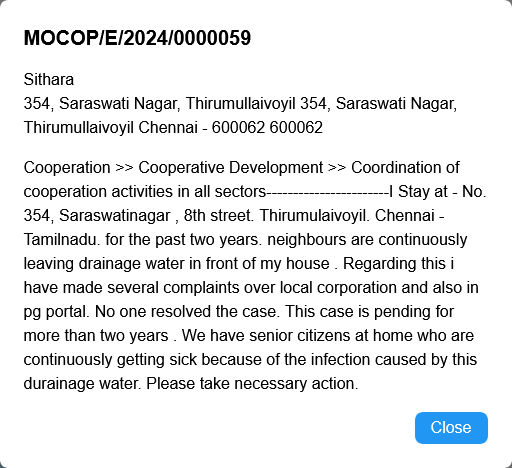 MOCOP/E/2024/0000059
Sithara
354, Saraswati Nagar, Thirumullaivoyil 354, Saraswati Nagar,
Thirumullaivoyil Chennai - 600062 600062
Cooperation >> Cooperative Development >> Coordination of
cooperation activities in all sectors-----------------------I Stay at - No.
354, Saraswatinagar , 8th street. Thirumulaivoyil. Chennai -
Tamilnadu. for the past two years. neighbours are continuously
leaving drainage water in front of my house . Regarding this i
have made several complaints over local corporation and also in
pg portal. No one resolved the case. This case is pending for
more than two years . We have senior citizens at home who are
continuously getting sick because of the infection caused by this
durainage water. Please take necessary action.
Close